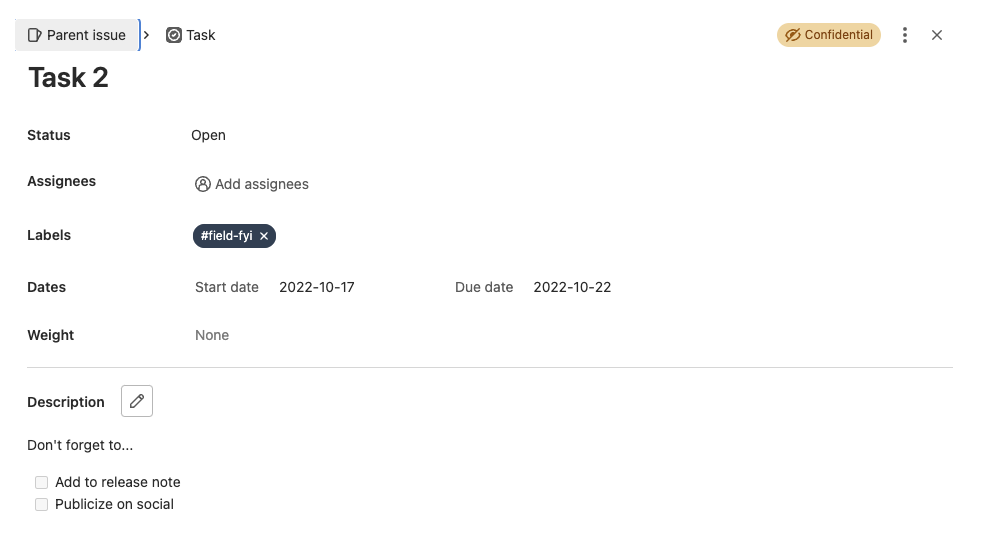 Parent issue > Task Confidential
Task 2
Status Open
Assignees Add assignees
Labels #field-fyi
Dates Start date 2022-10-17 Due date 2022-10-22
Weight None
Description
Don't forget to...
Add to release note
Publicize on social